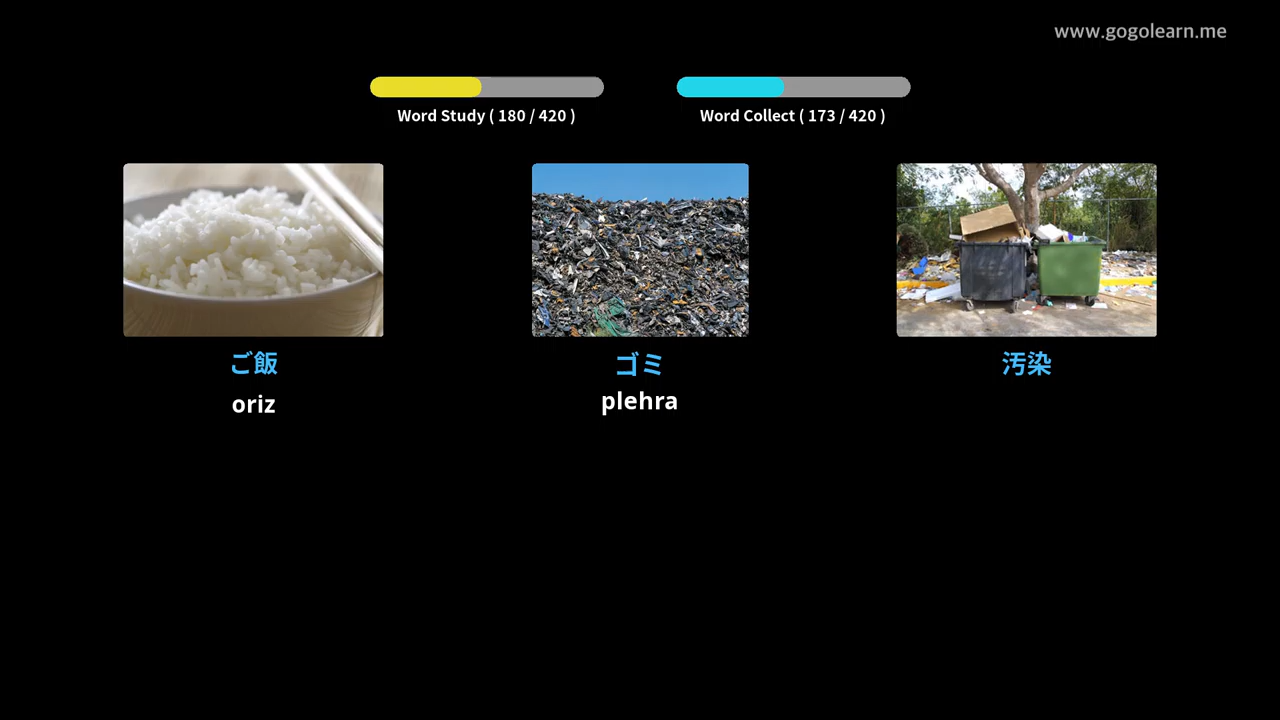 www.gogolearn.me
Word Study ( 180 / 420 )
Word Collect ( 173 / 420 )
ご飯
ゴミ
汚染
oriz
plehra